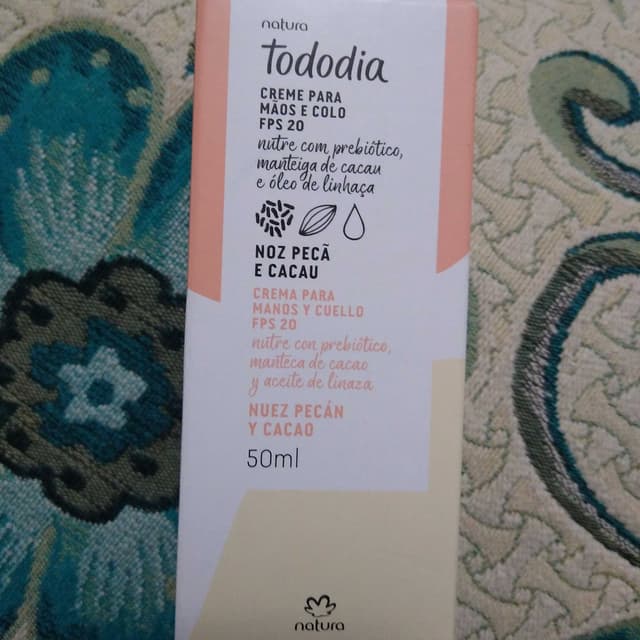 natura
tododia
CREME PARA
MÃOS E COLO
FPS 20
nutre com prebiótico,
manteiga de cacau
e óleo de linhaça
NOZ PECÃ
E CACAU
CREMA PARA
MANOS Y CUELLO
FPS 20
nutre con prebiótico,
manteca de cacao
y aceite de linaza
NUEZ PECÁN
Y CACAO
50ml
natura